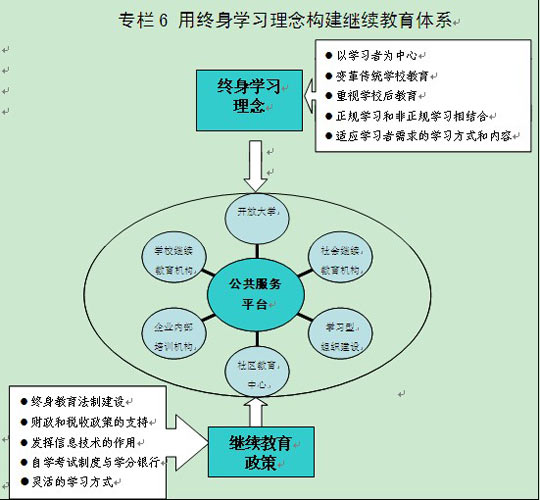 专栏 6 用终身学习理念构建继续教育体系
以学习者为中心
变革传统学校教育
重视学校后教育
正规学习和非正规学习相结合
适应学习者需求的学习方式和内容
终身学习
理念
开放大学
学校继续
教育机构
社会继续
教育机构
公共服务
平台
企业内部
培训机构
学习型
组织建设
社区教育
中心
终身教育法制建设
财政和税收政策的支持
发挥信息技术的作用
自学考试制度与学分银行
灵活的学习方式
继续教育
政策